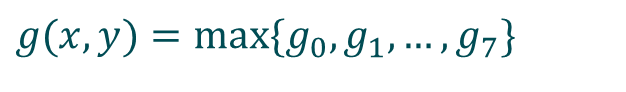 g(x, y) = max{g₀, g₁, … , g₇}